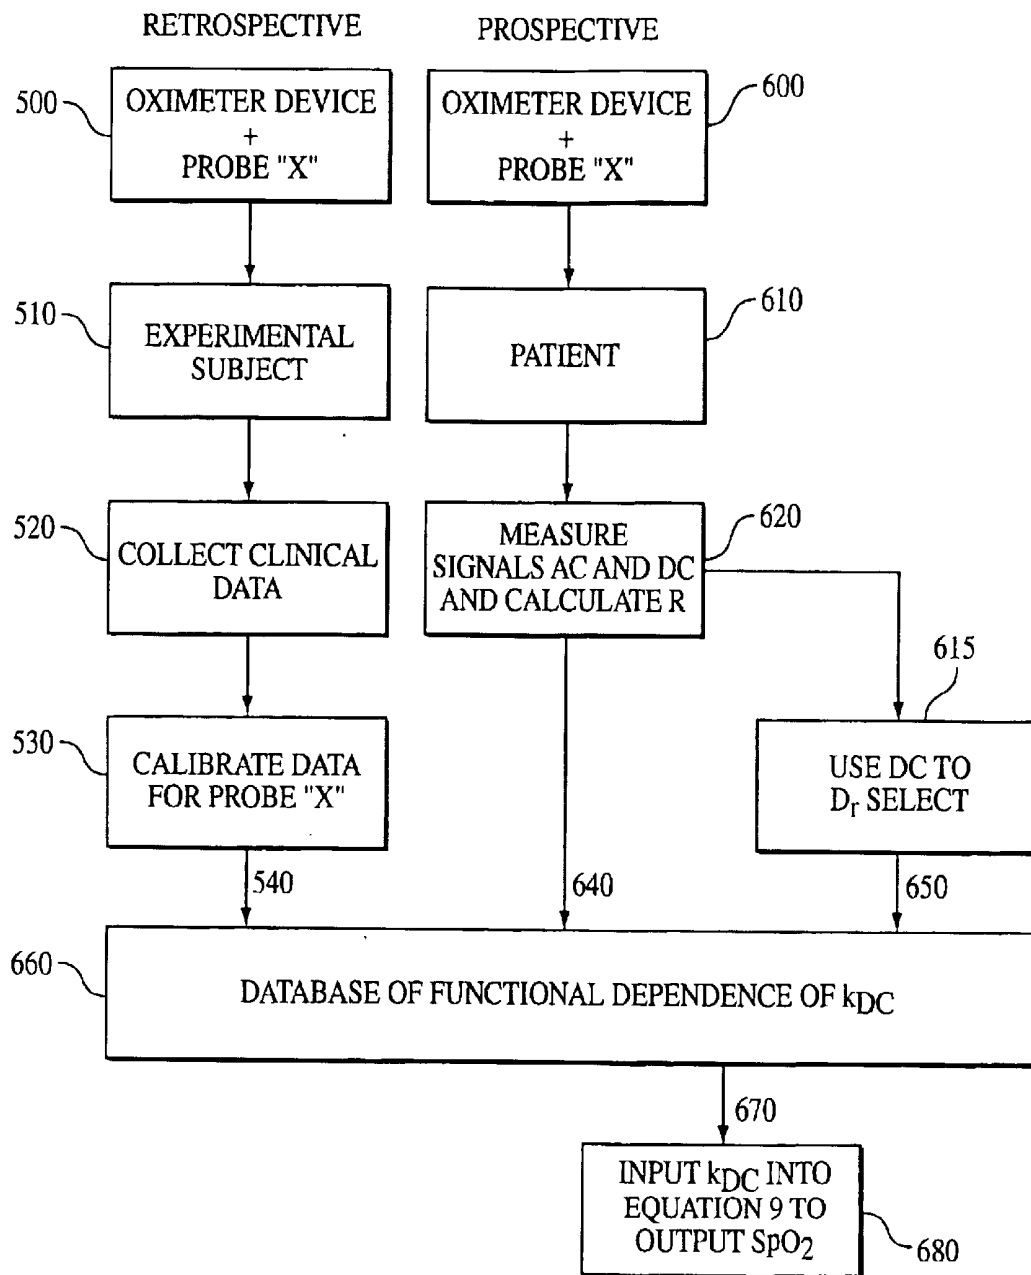 RETROSPECTIVE
PROSPECTIVE
500
OXIMETER DEVICE
+
PROBE "X"
OXIMETER DEVICE
+
PROBE "X"
600
510
EXPERIMENTAL
SUBJECT
PATIENT
610
520
COLLECT CLINICAL
DATA
MEASURE
SIGNALS AC AND DC
AND CALCULATE R
620
615
530
CALIBRATE DATA
FOR PROBE "X"
USE DC TO
Dr SELECT
540
640
650
660
DATABASE OF FUNCTIONAL DEPENDENCE OF kDC
670
INPUT kDC INTO
EQUATION 9 TO
OUTPUT SpO2
680